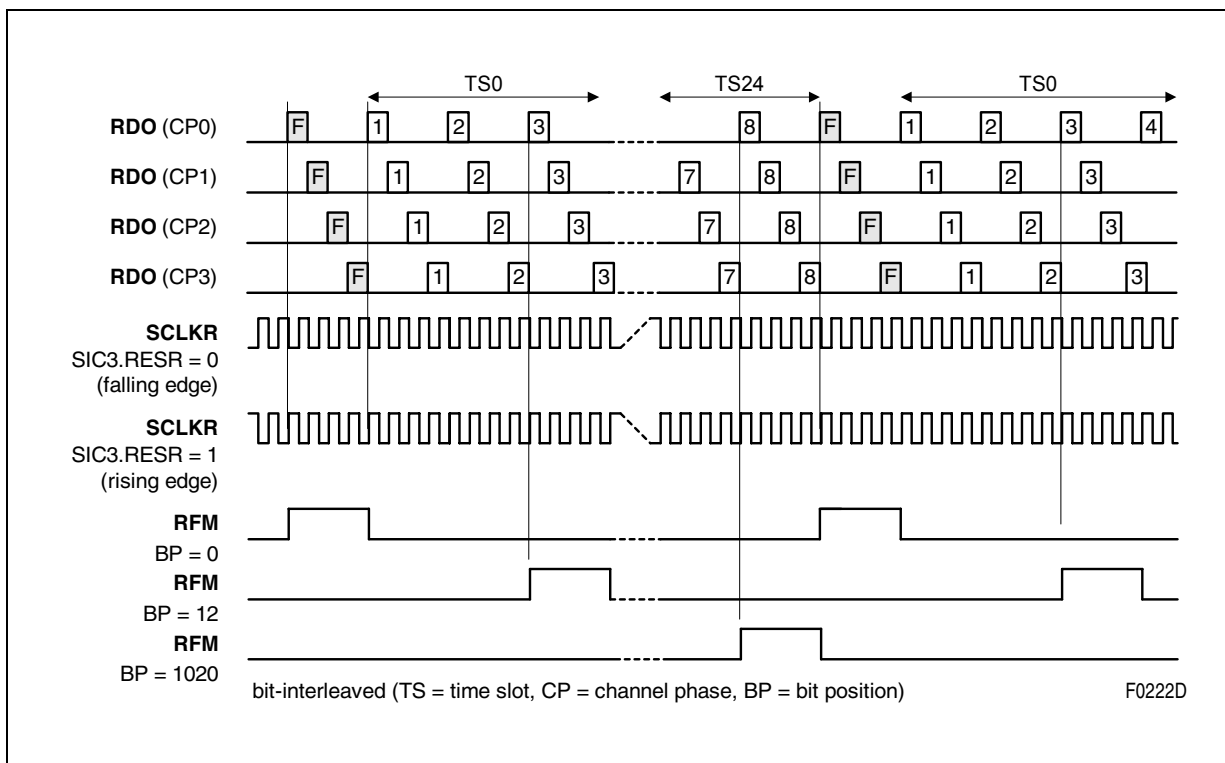 TS0 TS24 TS0
RDO (CP0) F 1 2 3 8 F 1 2 3 4
RDO (CP1) F 1 2 3 7 8 F 1 2 3
RDO (CP2) F 1 2 3 7 8 F 1 2 3
RDO (CP3) F 1 2 3 7 8 F 1 2 3
SCLKR
SIC3.RESR = 0
(falling edge)
SCLKR
SIC3.RESR = 1
(rising edge)
RFM
BP = 0
RFM
BP = 12
RFM
BP = 1020
bit-interleaved (TS = time slot, CP = channel phase, BP = bit position) F0222D